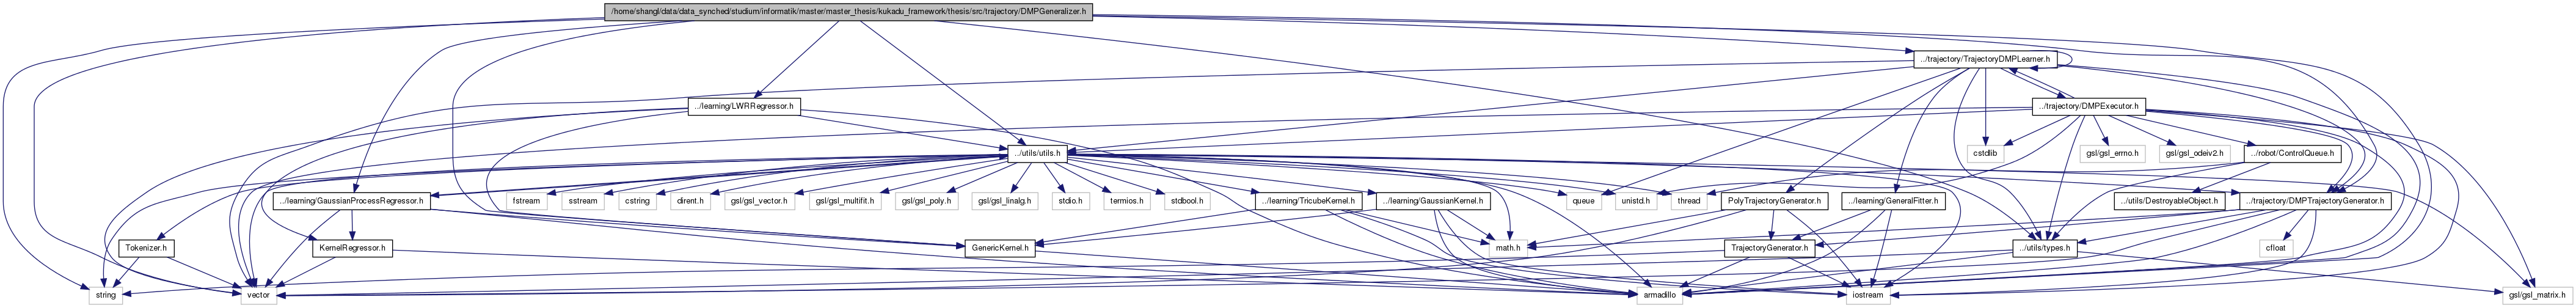 /home/shangl/data/data_synched/studium/informatik/master/master_thesis/kukadu_framework/thesis/src/trajectory/DMPGeneralizer.h
../trajectory/TrajectoryDMPLearner.h
../learning/LWRRegressor.h
../trajectory/DMPExecutor.h
../utils/utils.h
cstdlib
gsl/gsl_errno.h
gsl/gsl_odeiv2.h
../robot/ControlQueue.h
../learning/GaussianProcessRegressor.h
fstream
sstream
cstring
dirent.h
gsl/gsl_vector.h
gsl/gsl_multifit.h
gsl/gsl_poly.h
gsl/gsl_linalg.h
stdio.h
termios.h
stdbool.h
../learning/TricubeKernel.h
../learning/GaussianKernel.h
queue
unistd.h
thread
PolyTrajectoryGenerator.h
../learning/GeneralFitter.h
../utils/DestroyableObject.h
../trajectory/DMPTrajectoryGenerator.h
Tokenizer.h
KernelRegressor.h
GenericKernel.h
math.h
TrajectoryGenerator.h
../utils/types.h
cfloat
string
vector
armadillo
iostream
gsl/gsl_matrix.h